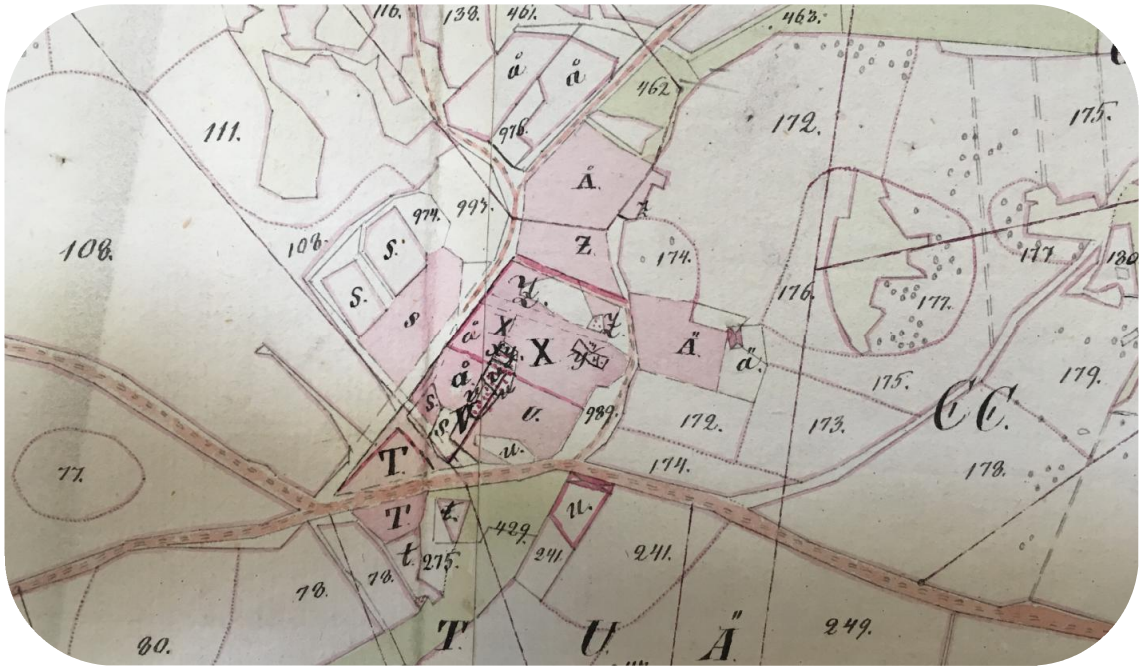 116.
138.
461.
463.
å
å
462
111.
976.
172.
175.
Å.
974.
993.
z
108.
108.
S.
Z.
174.
177.
180
S.
Y.
176.
177.
s
å
X
X
z
y
Ä.
ä.
175.
179.
å
CC.
S.
V
U.
989.
172.
173.
S
u.
T.
174.
178.
77.
T
t.
u.
429.
t
275.
241.
241.
78.
78.
80.
T
U
Ä
249.